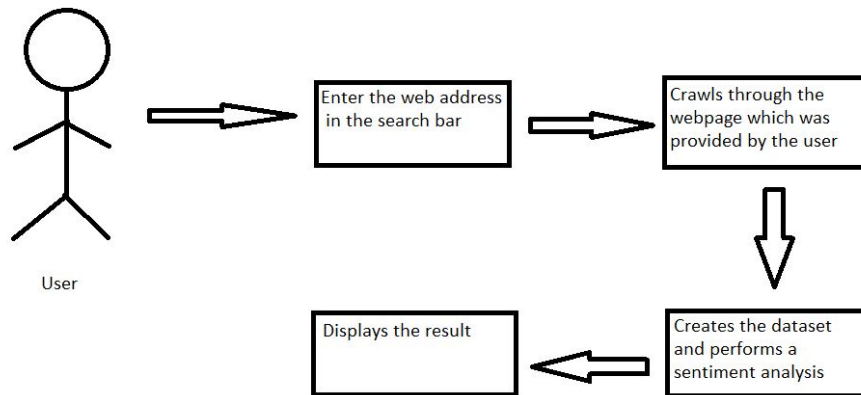 Enter the web address
in the search bar
Crawls through the
webpage which was
provided by the user
User
Displays the result
Creates the dataset
and performs a
sentiment analysis